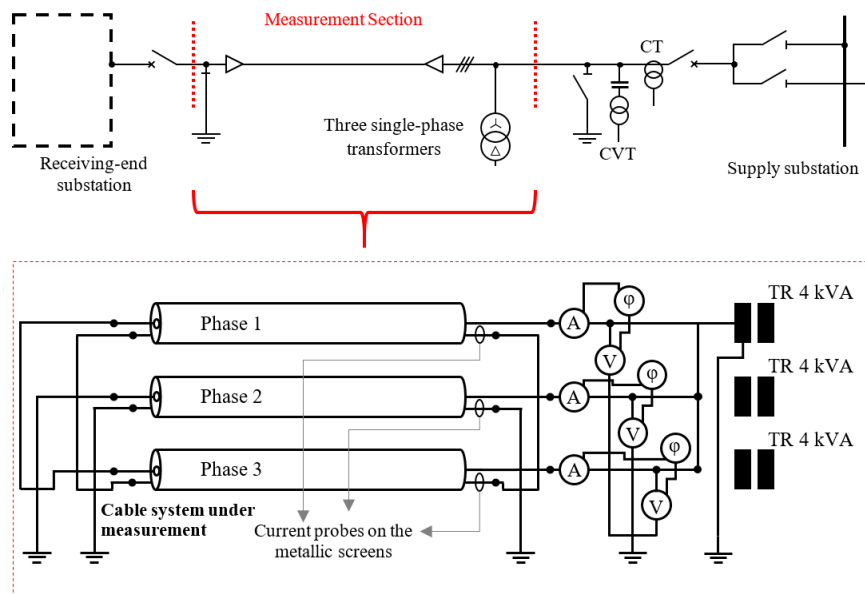 Measurement Section
CT
Three single-phase
transformers
CVT
Receiving-end
substation
Supply substation
TR 4 kVA
Phase 1
A
φ
V
TR 4 kVA
Phase 2
A
φ
V
TR 4 kVA
Phase 3
A
φ
V
Cable system under
measurement
Current probes on the
metallic screens